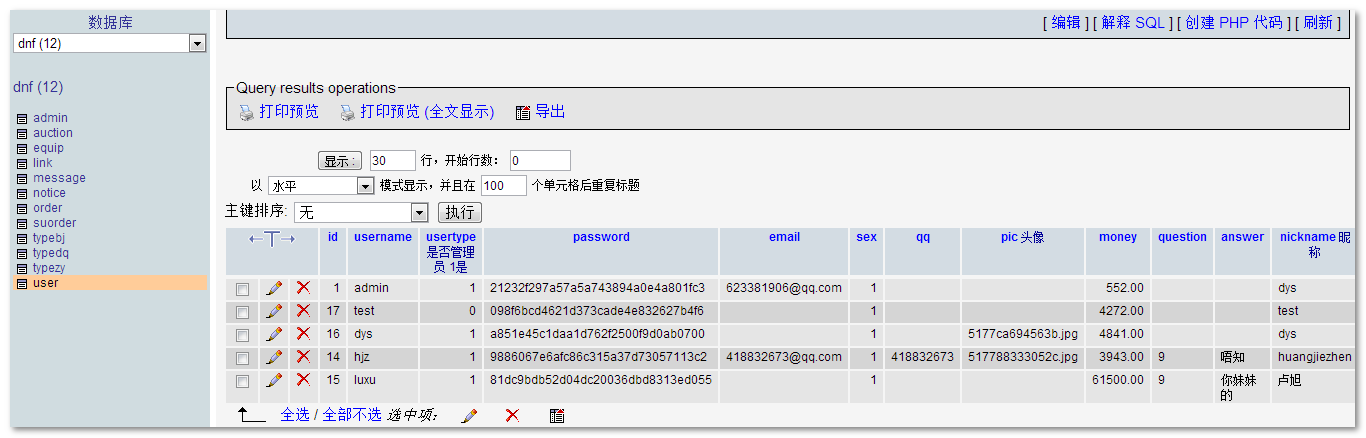 数据库
dnf (12)
dnf (12)
admin
auction
equip
link
message
notice
order
suorder
typebj
typedq
typezy
user
[ 编辑 ] [ 解释 SQL ] [ 创建 PHP 代码 ] [ 刷新 ]
Query results operations
打印预览 打印预览 (全文显示) 导出
显示 : 30 行，开始行数： 0
以 水平 模式显示，并且在 100 个单元格后重复标题
主键排序: 无 执行
←T→ id username usertype password email sex qq pic 头像 money question answer nickname 昵
是否管理 称
员 1是
1 admin 1 21232f297a57a5a743894a0e4a801fc3 623381906@qq.com 1 552.00 dys
17 test 0 098f6bcd4621d373cade4e832627b4f6 1 4272.00 test
16 dys 1 a851e45c1daa1d762f2500f9d0ab0700 1 5177ca694563b.jpg 4841.00 dys
14 hjz 1 9886067e6afc86c315a37d73057113c2 418832673@qq.com 1 418832673 517788333052c.jpg 3943.00 9 唔知 huangjiezhen
15 luxu 1 81dc9bdb52d04dc20036dbd8313ed055 1 61500.00 9 你妹妹 卢旭
的
全选 / 全部不选 选中项: